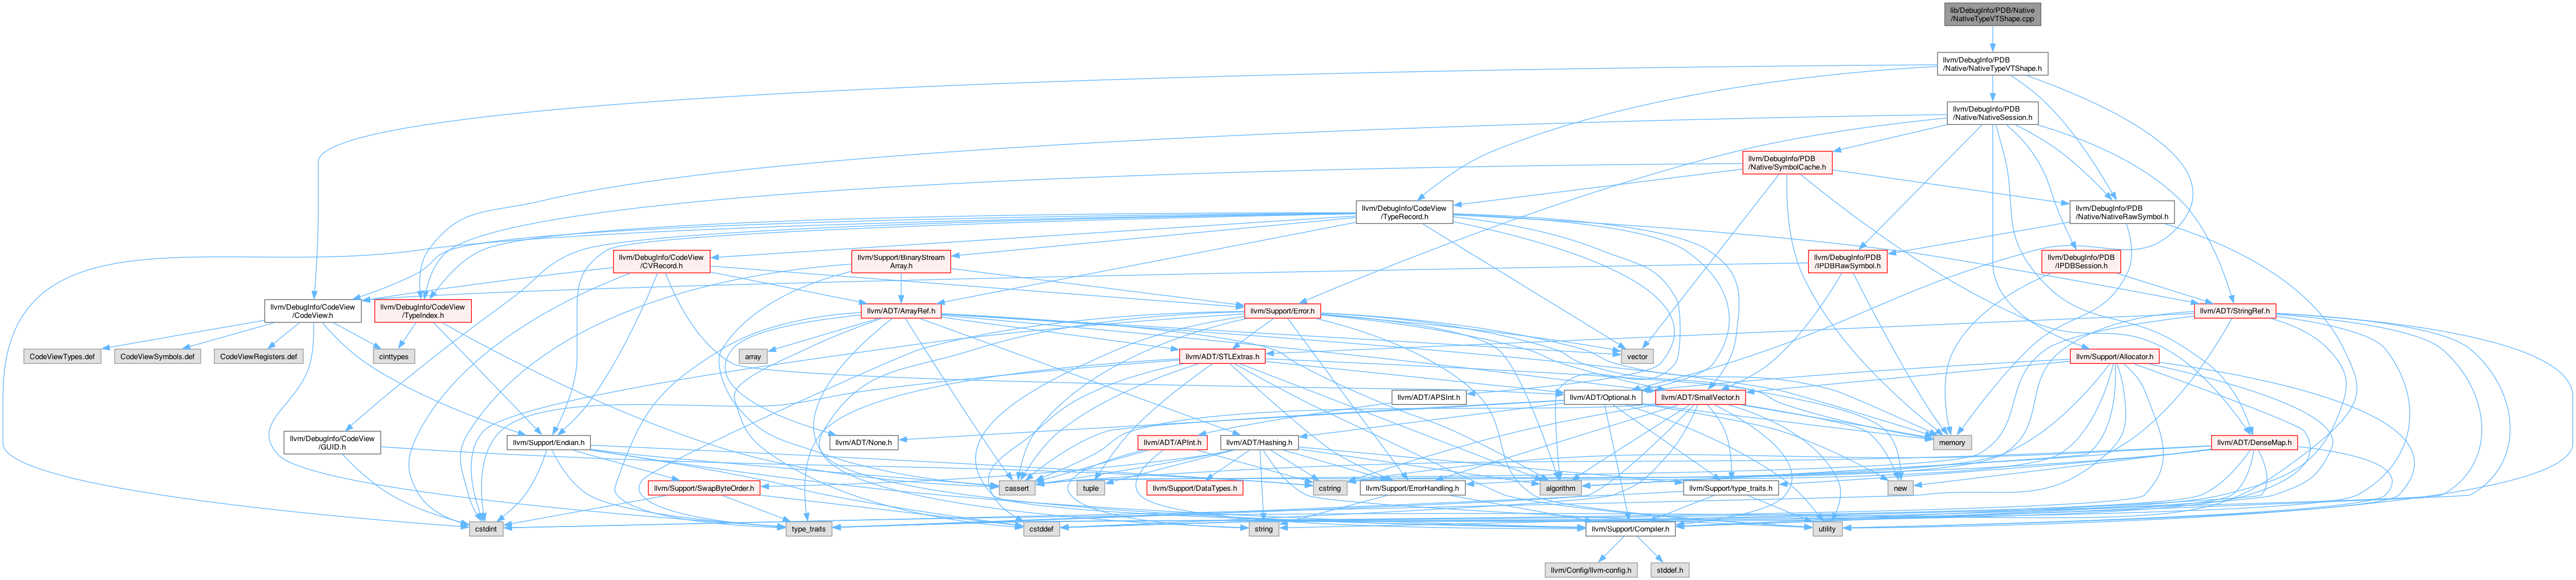 lib/DebugInfo/PDB/Native
/NativeTypeVTShape.cpp
llvm/DebugInfo/PDB
/Native/NativeTypeVTShape.h
llvm/DebugInfo/PDB
/Native/NativeSession.h
llvm/DebugInfo/PDB
/Native/SymbolCache.h
llvm/DebugInfo/CodeView
/TypeRecord.h
llvm/DebugInfo/PDB
/Native/NativeRawSymbol.h
llvm/DebugInfo/CodeView
/CVRecord.h
llvm/Support/BinaryStream
Array.h
llvm/DebugInfo/PDB
/IPDBRawSymbol.h
llvm/DebugInfo/PDB
/IPDBSession.h
llvm/DebugInfo/CodeView
/CodeView.h
llvm/DebugInfo/CodeView
/TypeIndex.h
llvm/ADT/ArrayRef.h
llvm/Support/Error.h
llvm/ADT/StringRef.h
CodeViewTypes.def
CodeViewSymbols.def
CodeViewRegisters.def
cinttypes
array
llvm/ADT/STLExtras.h
vector
llvm/Support/Allocator.h
llvm/ADT/APSInt.h
llvm/ADT/Optional.h
llvm/ADT/SmallVector.h
llvm/DebugInfo/CodeView
/GUID.h
llvm/Support/Endian.h
llvm/ADT/None.h
llvm/ADT/APInt.h
llvm/ADT/Hashing.h
memory
llvm/ADT/DenseMap.h
llvm/Support/SwapByteOrder.h
cassert
tuple
llvm/Support/DataTypes.h
cstring
llvm/Support/ErrorHandling.h
algorithm
llvm/Support/type_traits.h
new
cstdint
type_traits
cstddef
string
llvm/Support/Compiler.h
utility
llvm/Config/llvm-config.h
stddef.h